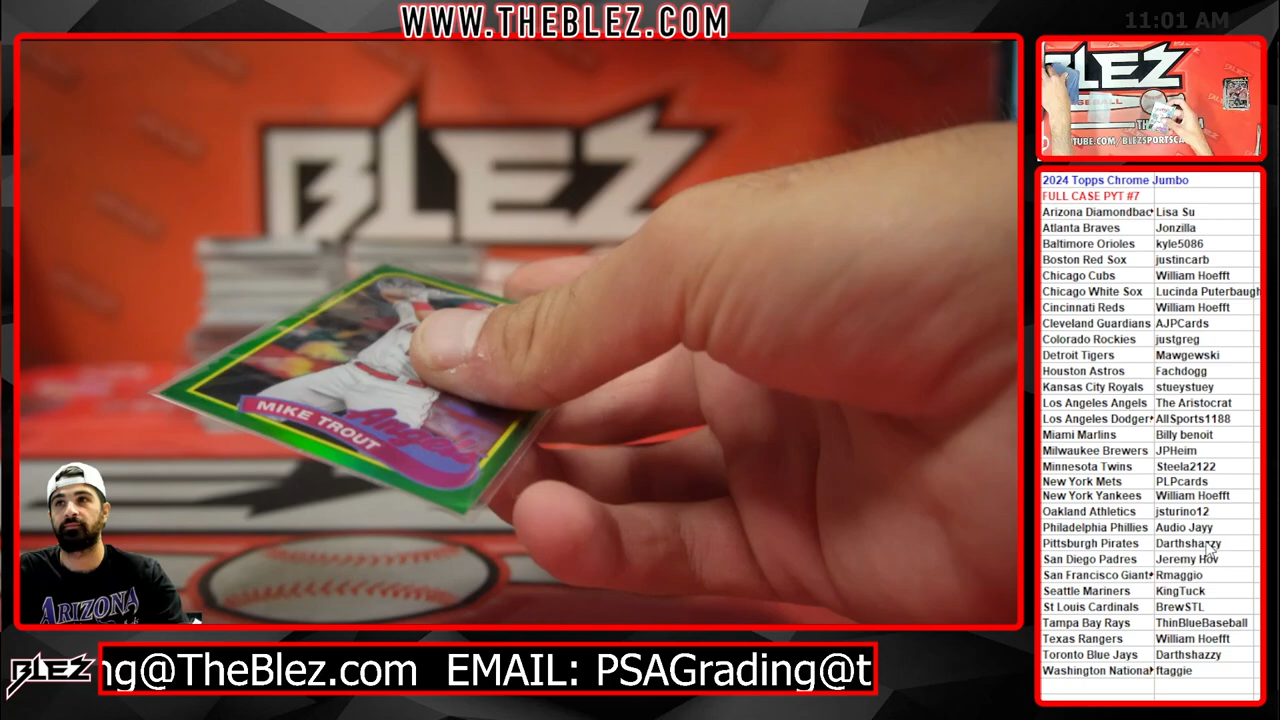 WWW.THEBLEZ.COM
11:01 AM
BLEZ
MIKE TROUT
Angels
ARIZONA
BLEZ
TUBE.COM/BLEZSPORTSCA
2024 Topps Chrome Jumbo
FULL CASE PYT #7
Arizona Diamondbac Lisa Su
Atlanta Braves Jonzilla
Baltimore Orioles kyle5086
Boston Red Sox justincarb
Chicago Cubs William Hoefft
Chicago White Sox Lucinda Puterbaugh
Cincinnati Reds William Hoefft
Cleveland Guardians AJPCards
Colorado Rockies justgreg
Detroit Tigers Mawgewski
Houston Astros Fachdogg
Kansas City Royals stueystuey
Los Angeles Angels The Aristocrat
Los Angeles Dodger AllSports1188
Miami Marlins Billy benoit
Milwaukee Brewers JPHeim
Minnesota Twins Steela2122
New York Mets PLPcards
New York Yankees William Hoefft
Oakland Athletics jsturino12
Philadelphia Phillies Audio Jayy
Pittsburgh Pirates Darthshazzy
San Diego Padres Jeremy Hov
San Francisco Giant Rmaggio
Seattle Mariners KingTuck
St Louis Cardinals BrewSTL
Tampa Bay Rays ThinBlueBaseball
Texas Rangers William Hoefft
Toronto Blue Jays Darthshazzy
Washington National ftaggie
BLEZ
ng@TheBlez.com EMAIL: PSAGrading@t